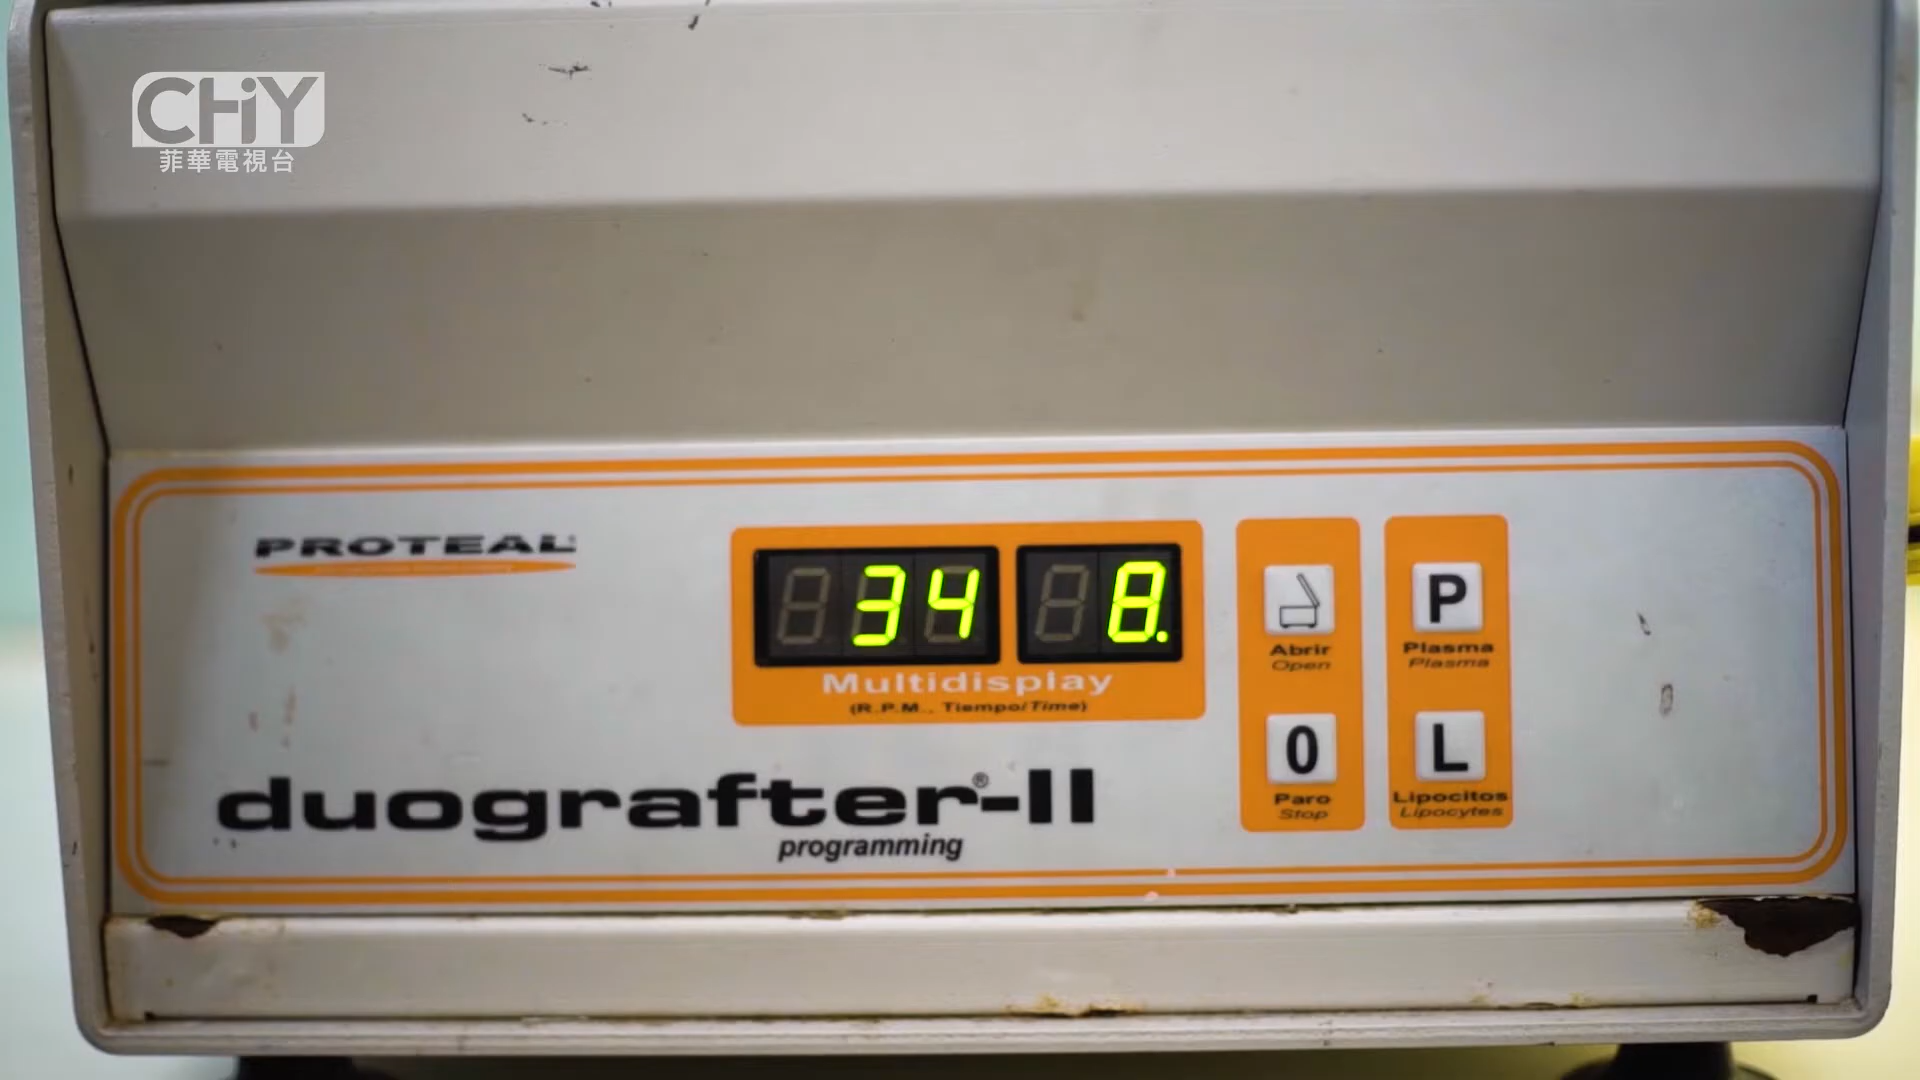 CHiY
菲華電視台
PROTEAL®
34 8.
Multidisplay
(R.P.M., Tiempo/Time)
Abrir
Open
P
Plasma
Plasma
0
Paro
Stop
L
Lipocitos
Lipocytes
duografter®-II
programming